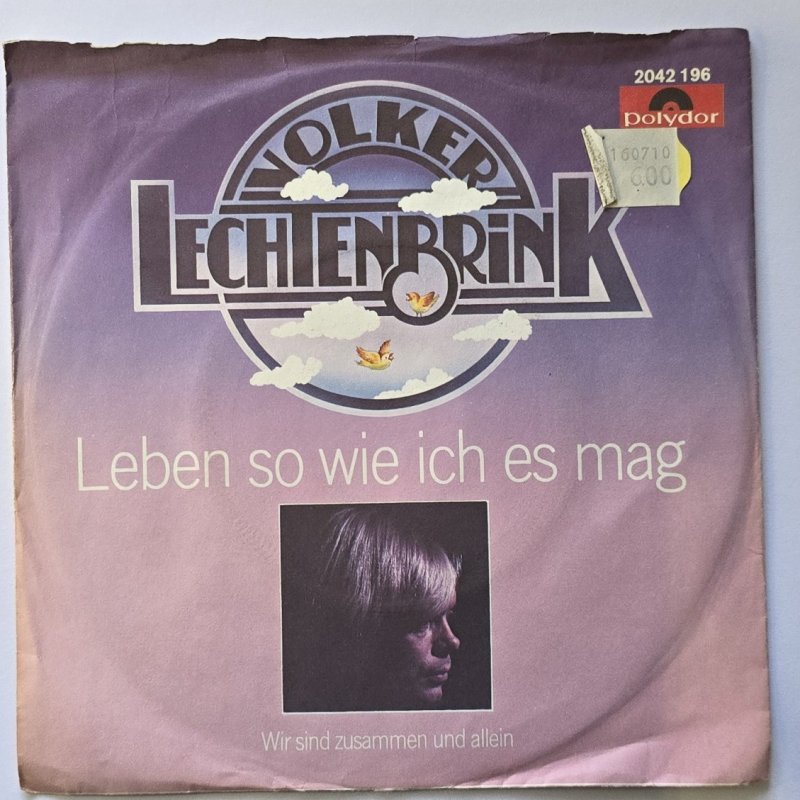 2042 196
polydor
160710
6.00
VOLKER
LECHTENBRINK
Leben so wie ich es mag
Wir sind zusammen und allein